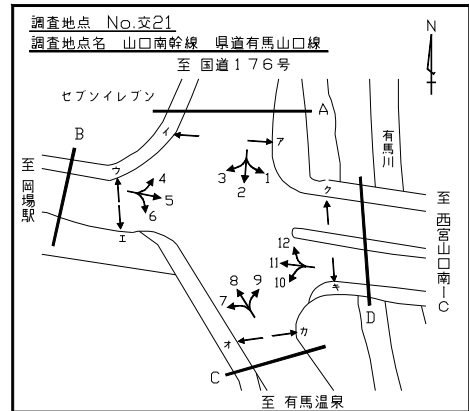 調査地点 No.交21
調査地点名 山口南幹線 県道有馬山口線
至 国道176号
N
セブンイレブン
A
イ
ア
B
有馬川
至 岡場駅
ウ
4
5
6
3
2
1
ク
至 西宮山口南IC
エ
12
11
10
8
9
7
キ
D
オ
カ
C
至 有馬温泉